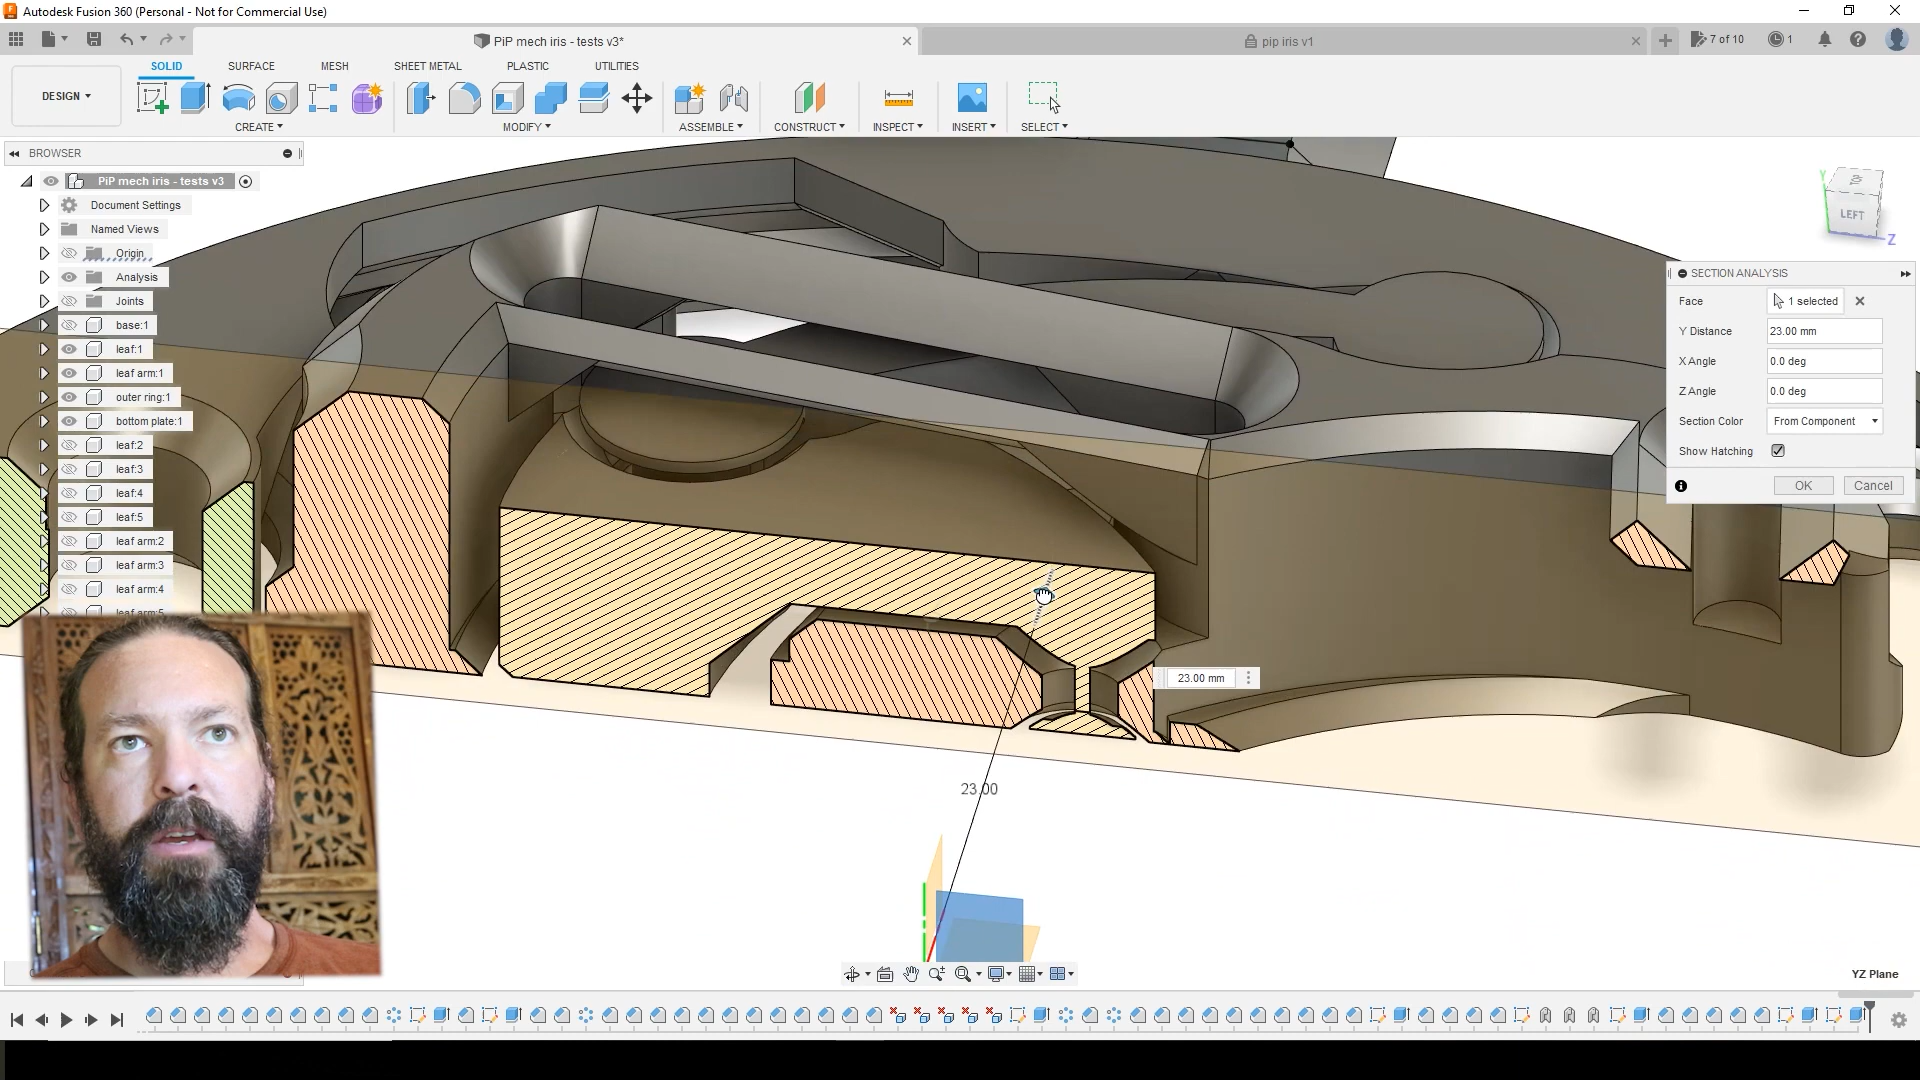 Autodesk Fusion 360 (Personal - Not for Commercial Use)
PiP mech iris - tests v3*
pip iris v1
7 of 10
1
DESIGN
SOLID
SURFACE
MESH
SHEET METAL
PLASTIC
UTILITIES
CREATE
MODIFY
ASSEMBLE
CONSTRUCT
INSPECT
INSERT
SELECT
BROWSER
PiP mech iris - tests v3
Document Settings
Named Views
Origin
Analysis
Joints
base:1
leaf:1
leaf arm:1
outer ring:1
bottom plate:1
leaf:2
leaf:3
leaf:4
leaf:5
leaf arm:2
leaf arm:3
leaf arm:4
leaf arm:5
Y
LEFT
Z
SECTION ANALYSIS
Face
1 selected
Y Distance
23.00 mm
X Angle
0.0 deg
Z Angle
0.0 deg
Section Color
From Component
Show Hatching
OK
Cancel
23.00 mm
23.00
YZ Plane